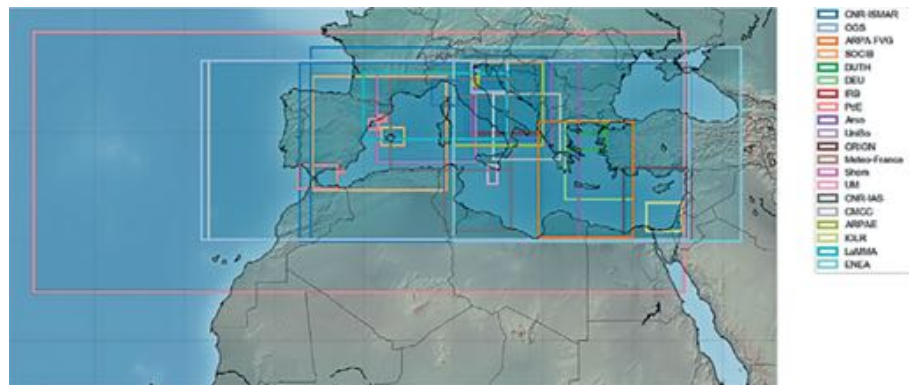 CNR-ISMAR
OGS
ARPA-FVG
SOCIB
DUTH
DEU
IRB
PdE
Arso
UniBo
ORION
Meteo-France
Shom
UM
CNR-IAS
CMCC
ARPAE
IOLR
LaMMA
ENEA